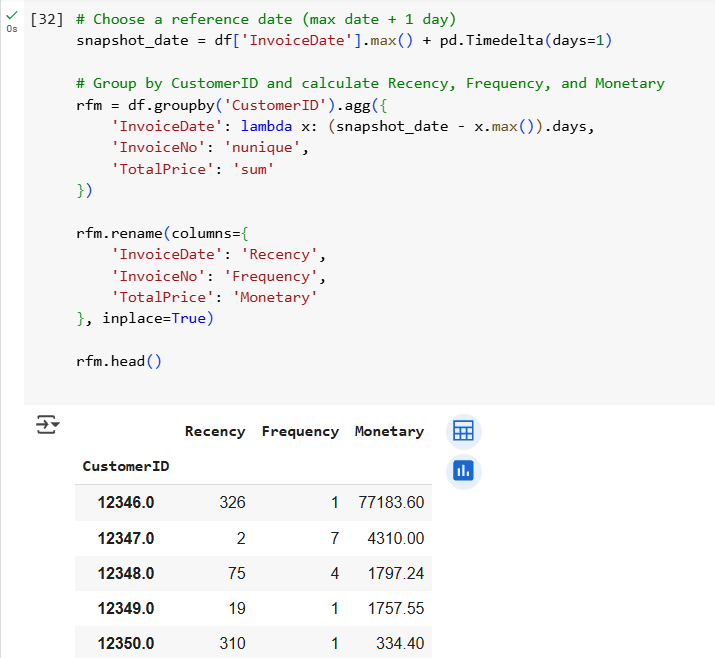 [32] # Choose a reference date (max date + 1 day)
snapshot_date = df['InvoiceDate'].max() + pd.Timedelta(days=1)
# Group by CustomerID and calculate Recency, Frequency, and Monetary
rfm = df.groupby('CustomerID').agg({
'InvoiceDate': lambda x: (snapshot_date - x.max()).days,
'InvoiceNo': 'nunique',
'TotalPrice': 'sum'
})
rfm.rename(columns={
'InvoiceDate': 'Recency',
'InvoiceNo': 'Frequency',
'TotalPrice': 'Monetary'
}, inplace=True)
rfm.head()
0s
Recency Frequency Monetary
CustomerID
12346.0 326 1 77183.60
12347.0 2 7 4310.00
12348.0 75 4 1797.24
12349.0 19 1 1757.55
12350.0 310 1 334.40